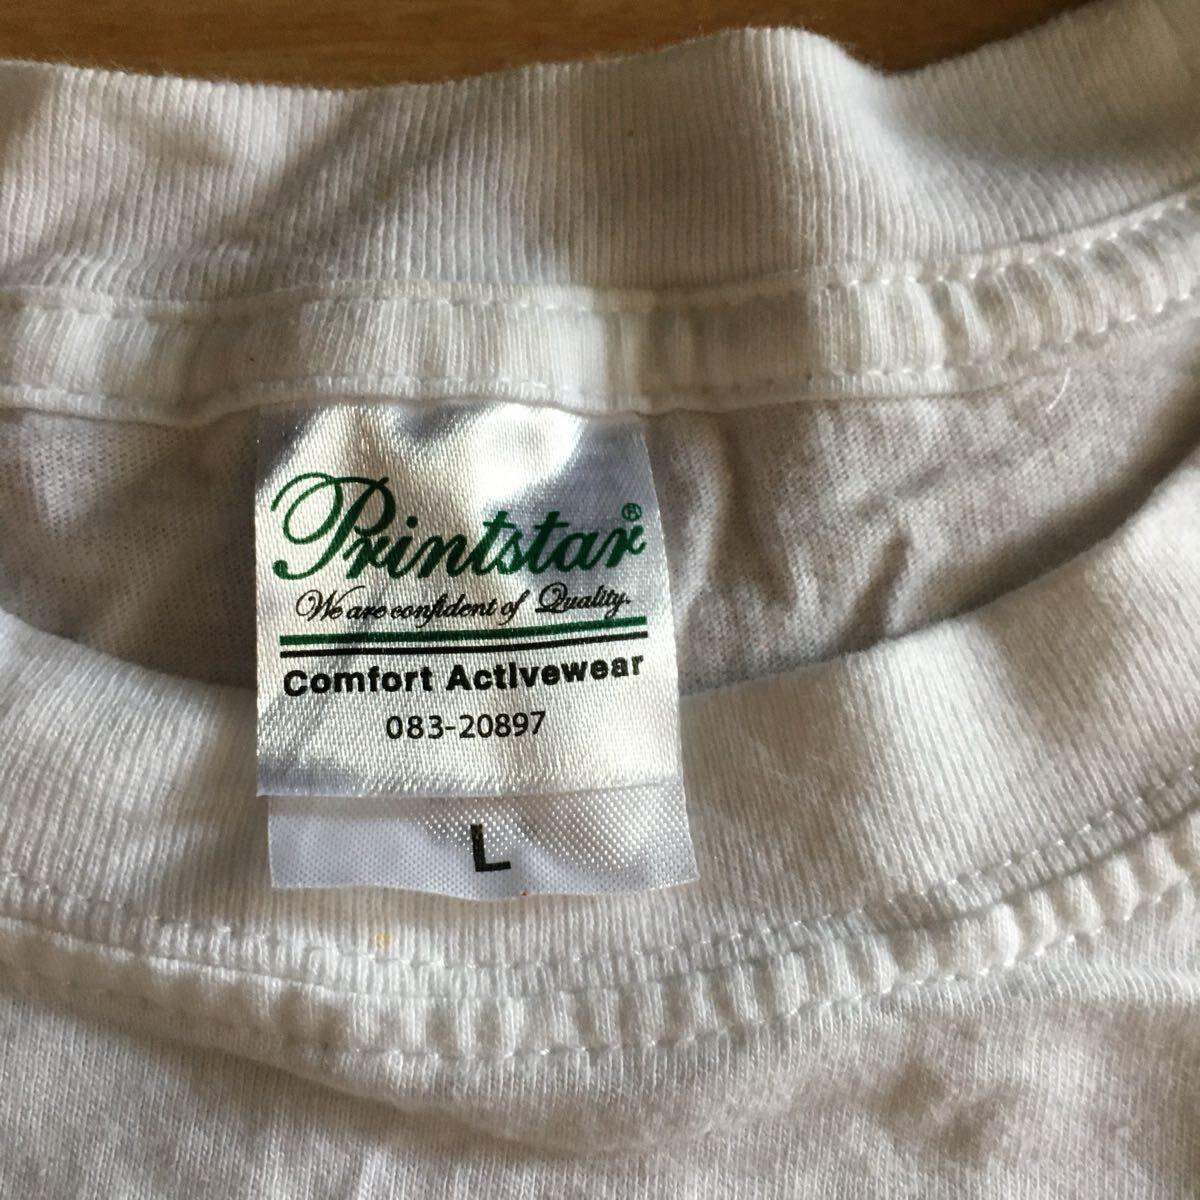 Printstar®
We are confident of Quality.
Comfort Activewear
083-20897
L